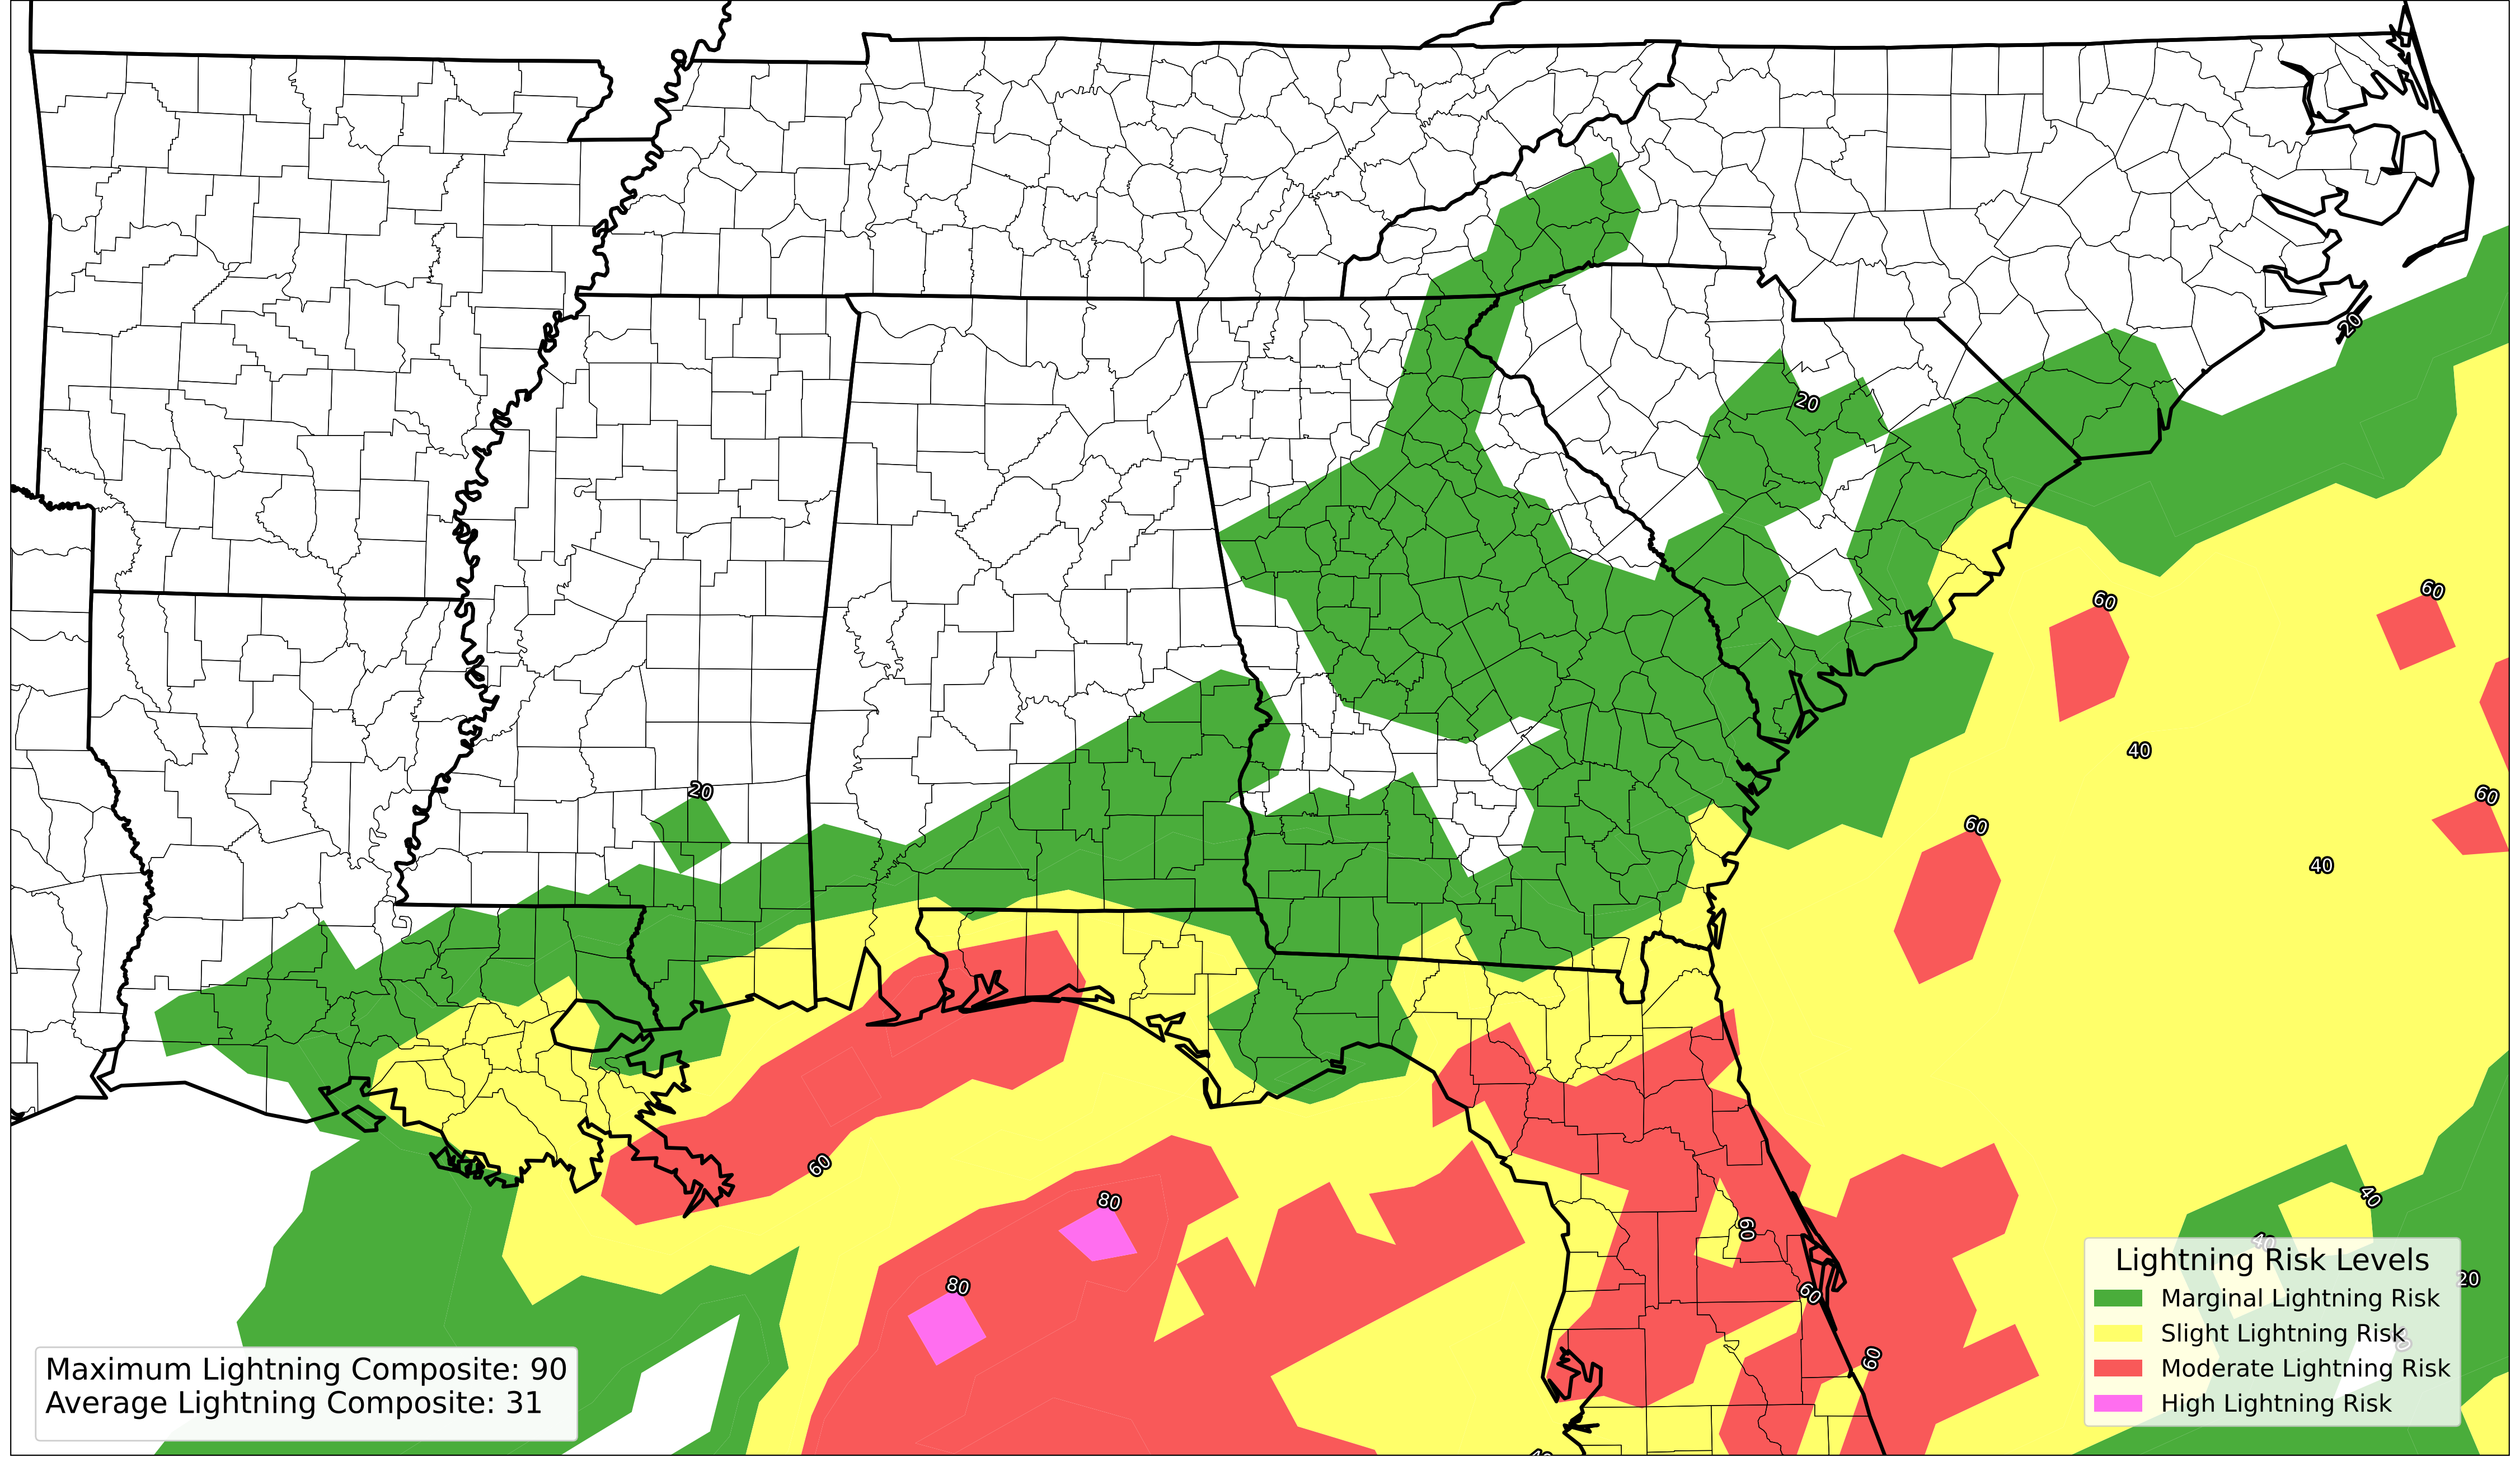 20
20
60
60
40
20
60
60
40
60
80
40
60
40
20
80
60
60
40
Lightning Risk Levels
Marginal Lightning Risk
Slight Lightning Risk
Moderate Lightning Risk
High Lightning Risk
Maximum Lightning Composite: 90
Average Lightning Composite: 31